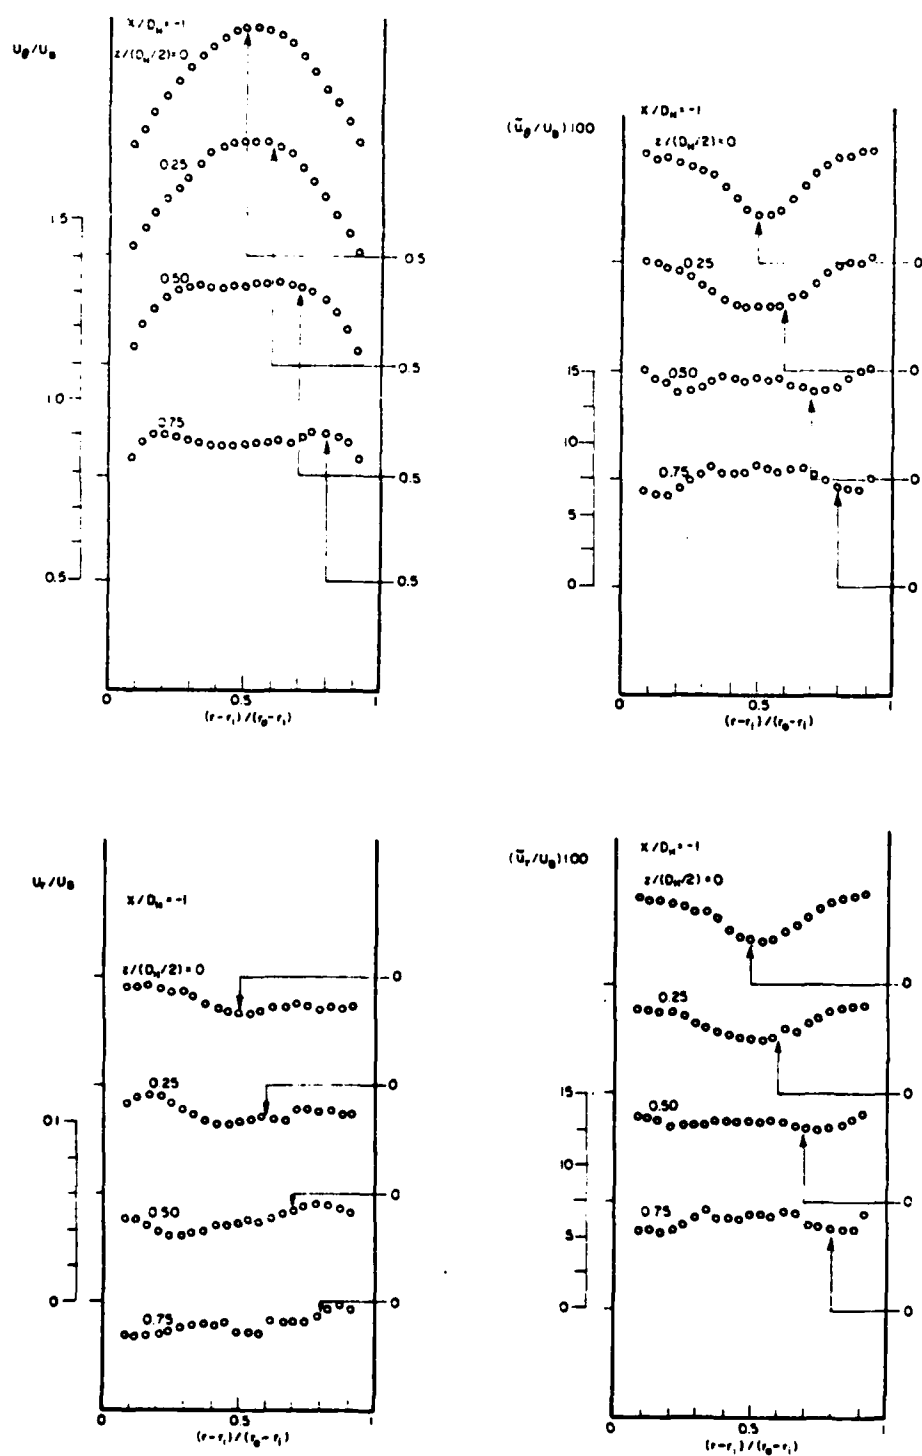 U_θ/U_B
X/D_H=-1
z/(D_H/2)=0
0.25
0.50
0.75
1.5
1.0
0.5
0.5
0.5
0.5
0.5
0 0.5 1
(r-r_i)/(r_o-r_i)
(ũ_θ/U_B)100
X/D_H=-1
z/(D_H/2)=0
0.25
0.50
0.75
15
10
5
0
0
0
0
0
0 0.5 1
(r-r_i)/(r_o-r_i)
U_r/U_B
X/D_H=-1
z/(D_H/2)=0
0.25
0.50
0.75
0.1
0
0
0
0
0
0 0.5 1
(r-r_i)/(r_o-r_i)
(ũ_r/U_B)100
X/D_H=-1
z/(D_H/2)=0
0.25
0.50
0.75
15
10
5
0
0
0
0
0
0 0.5 1
(r-r_i)/(r_o-r_i)